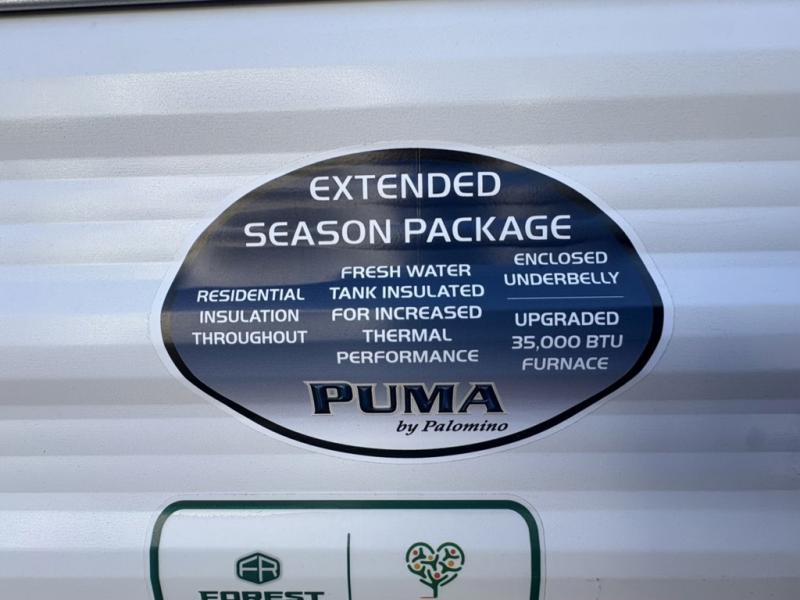 EXTENDED
SEASON PACKAGE
RESIDENTIAL
INSULATION
THROUGHOUT
FRESH WATER
TANK INSULATED
FOR INCREASED
THERMAL
PERFORMANCE
ENCLOSED
UNDERBELLY
UPGRADED
35,000 BTU
FURNACE
PUMA
by Palomino
FR
FOREST